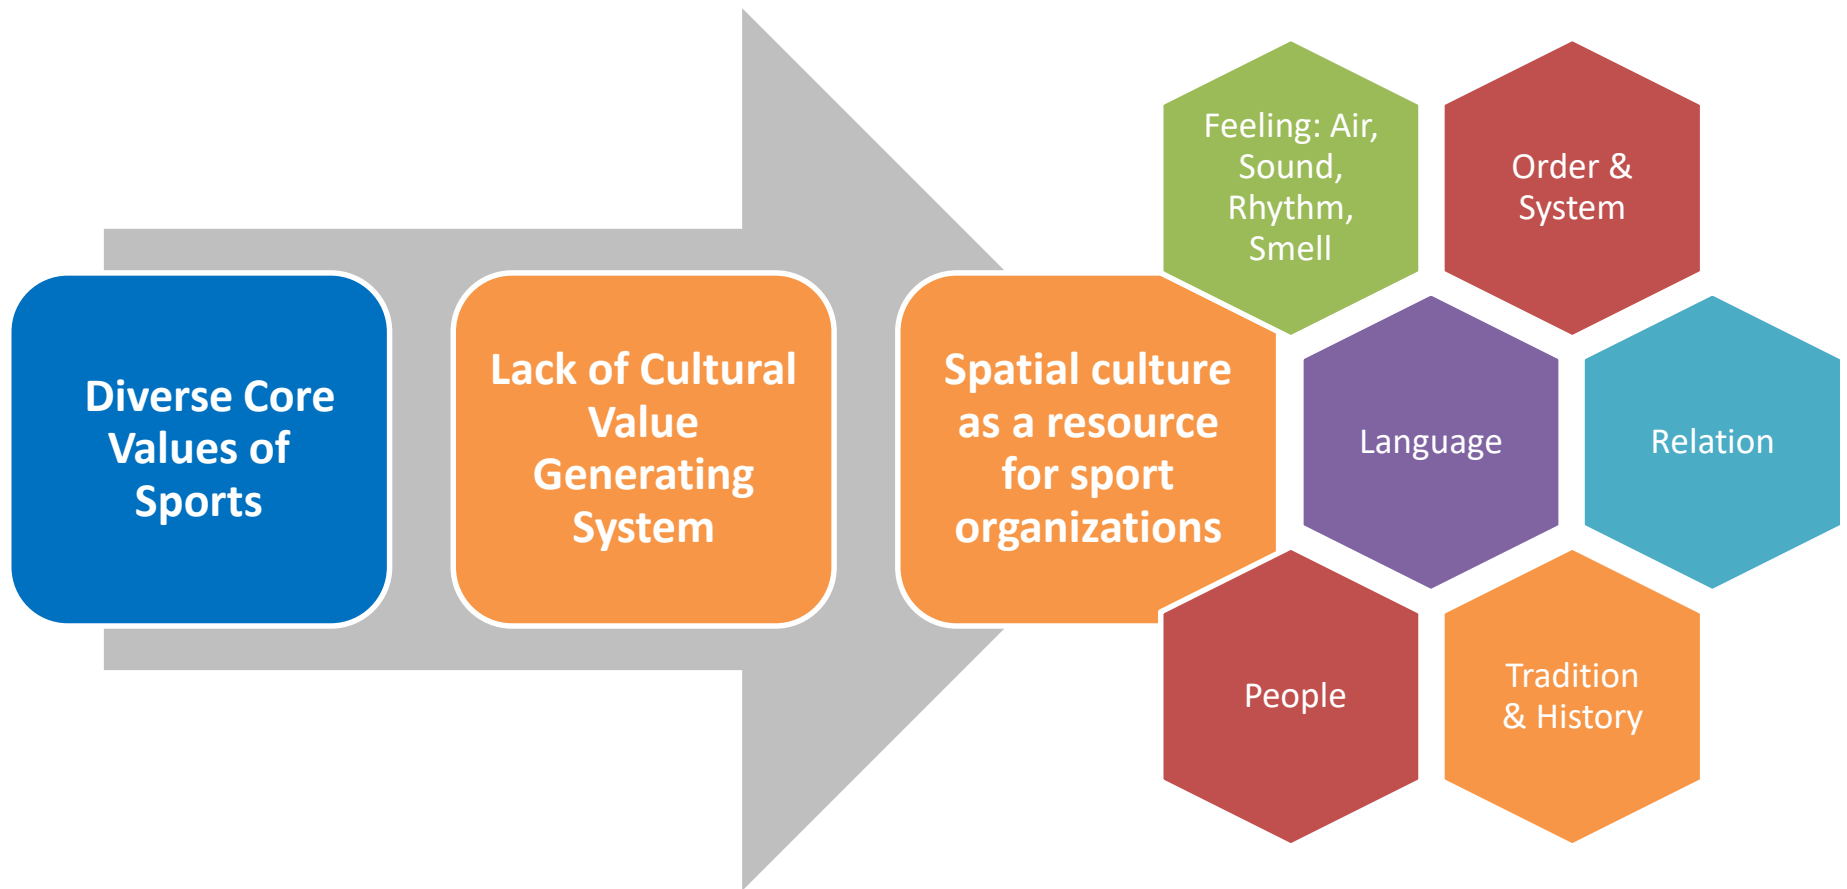 Diverse Core
Values of
Sports
Lack of Cultural
Value
Generating
System
Spatial culture
as a resource
for sport
organizations
Feeling: Air,
Sound,
Rhythm,
Smell
Order &
System
Language
Relation
People
Tradition
& History